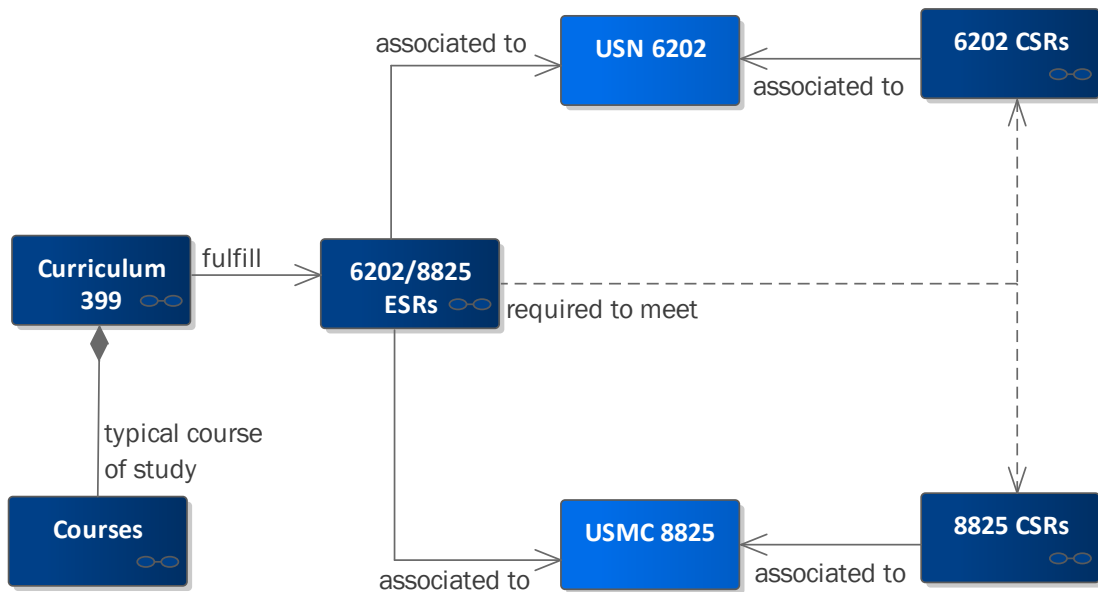 associated to
USN 6202
6202 CSRs
associated to
Curriculum
399
fulfill
6202/8825
ESRs
required to meet
typical course
of study
Courses
USMC 8825
8825 CSRs
associated to
associated to